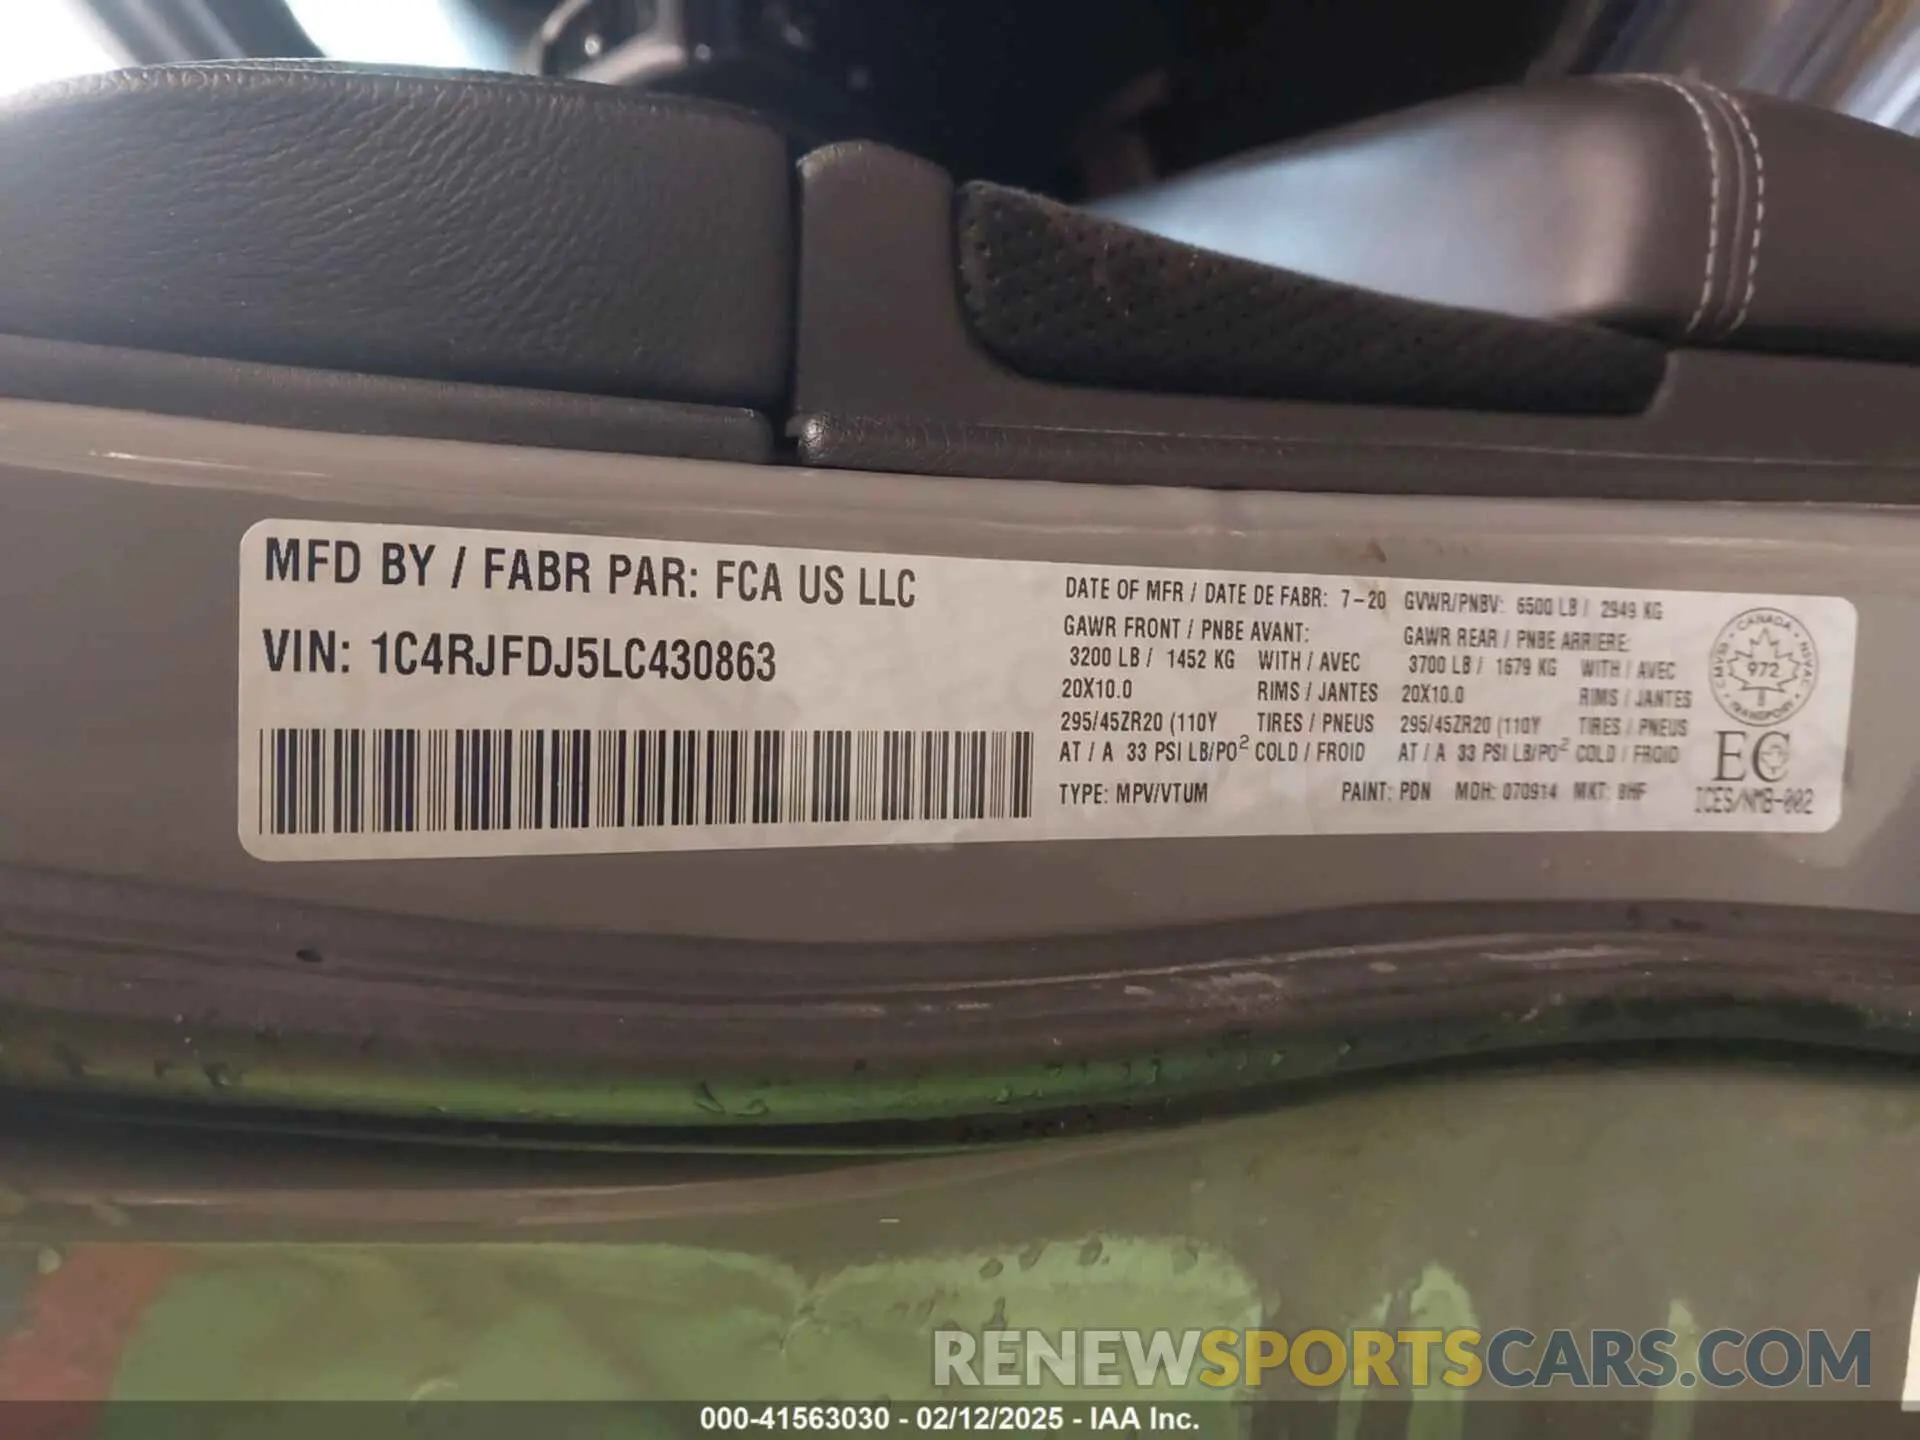 MFD BY / FABR PAR: FCA US LLC
VIN: 1C4RJFDJ5LC430863
DATE OF MFR / DATE DE FABR: 7-20 GVWR/PNBV: 6500 LB / 2949 KG
GAWR FRONT / PNBE AVANT: GAWR REAR / PNBE ARRIERE:
3200 LB / 1452 KG WITH / AVEC 3700 LB / 1679 KG WITH / AVEC
20X10.0 RIMS / JANTES 20X10.0 RIMS / JANTES
295/45ZR20 (110Y TIRES / PNEUS 295/45ZR20 (110Y TIRES / PNEUS
AT / A 33 PSI LB/PO² COLD / FROID AT / A 33 PSI LB/PO² COLD / FROID
TYPE: MPV/VTUM PAINT: PDN MDH: 070914 MKT: BHF
CANADA
CMVSS NSVAC
972
TRANSPORT
EC
ICES/NMB-002
RENEWSPORTSCARS.COM
000-41563030 - 02/12/2025 - IAA Inc.